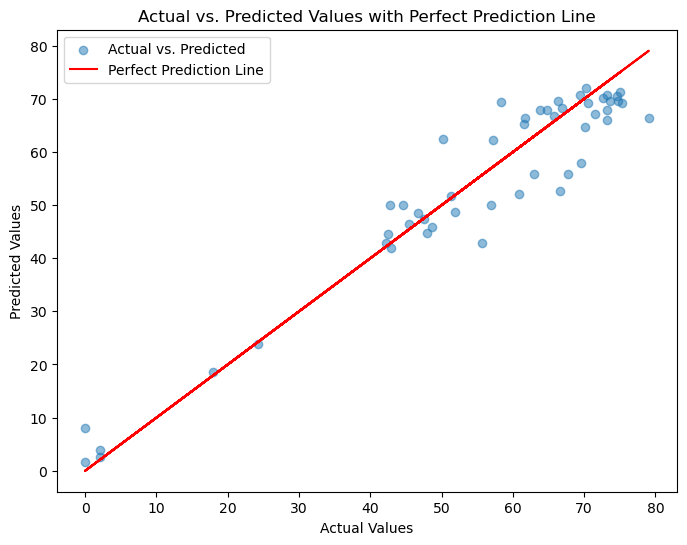 Actual vs. Predicted Values with Perfect Prediction Line
Actual vs. Predicted
Perfect Prediction Line
Predicted Values
80
70
60
50
40
30
20
10
0
0 10 20 30 40 50 60 70 80
Actual Values